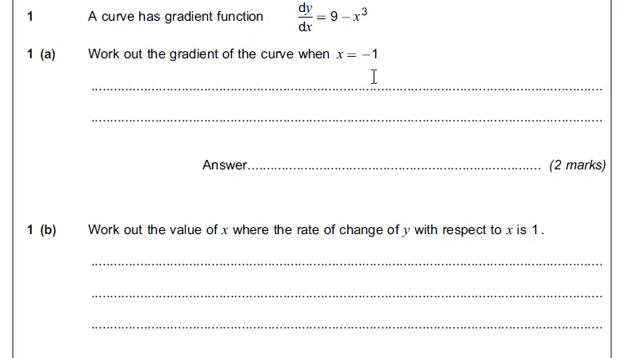 1 A curve has gradient function dy/dx = 9 – x³
1 (a) Work out the gradient of the curve when x = –1
Answer (2 marks)
1 (b) Work out the value of x where the rate of change of y with respect to x is 1.